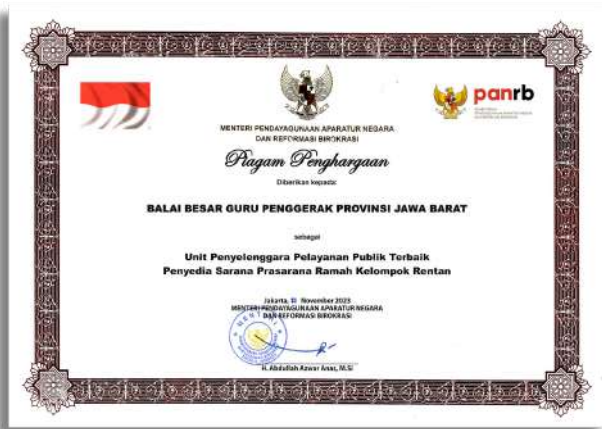 panrb
MENTERI PENDAYAGUNAAN APARATUR NEGARA
DAN REFORMASI BIROKRASI
Piagam Penghargaan
Diberikan kepada:
BALAI BESAR GURU PENGGERAK PROVINSI JAWA BARAT
sebagai
Unit Penyelenggara Pelayanan Publik Terbaik
Penyedia Sarana Prasarana Ramah Kelompok Rentan
Jakarta, November 2023
MENTERI PENDAYAGUNAAN APARATUR NEGARA
DAN REFORMASI BIROKRASI
MENTERI
H. Abdullah Azwar Anas, M.Si